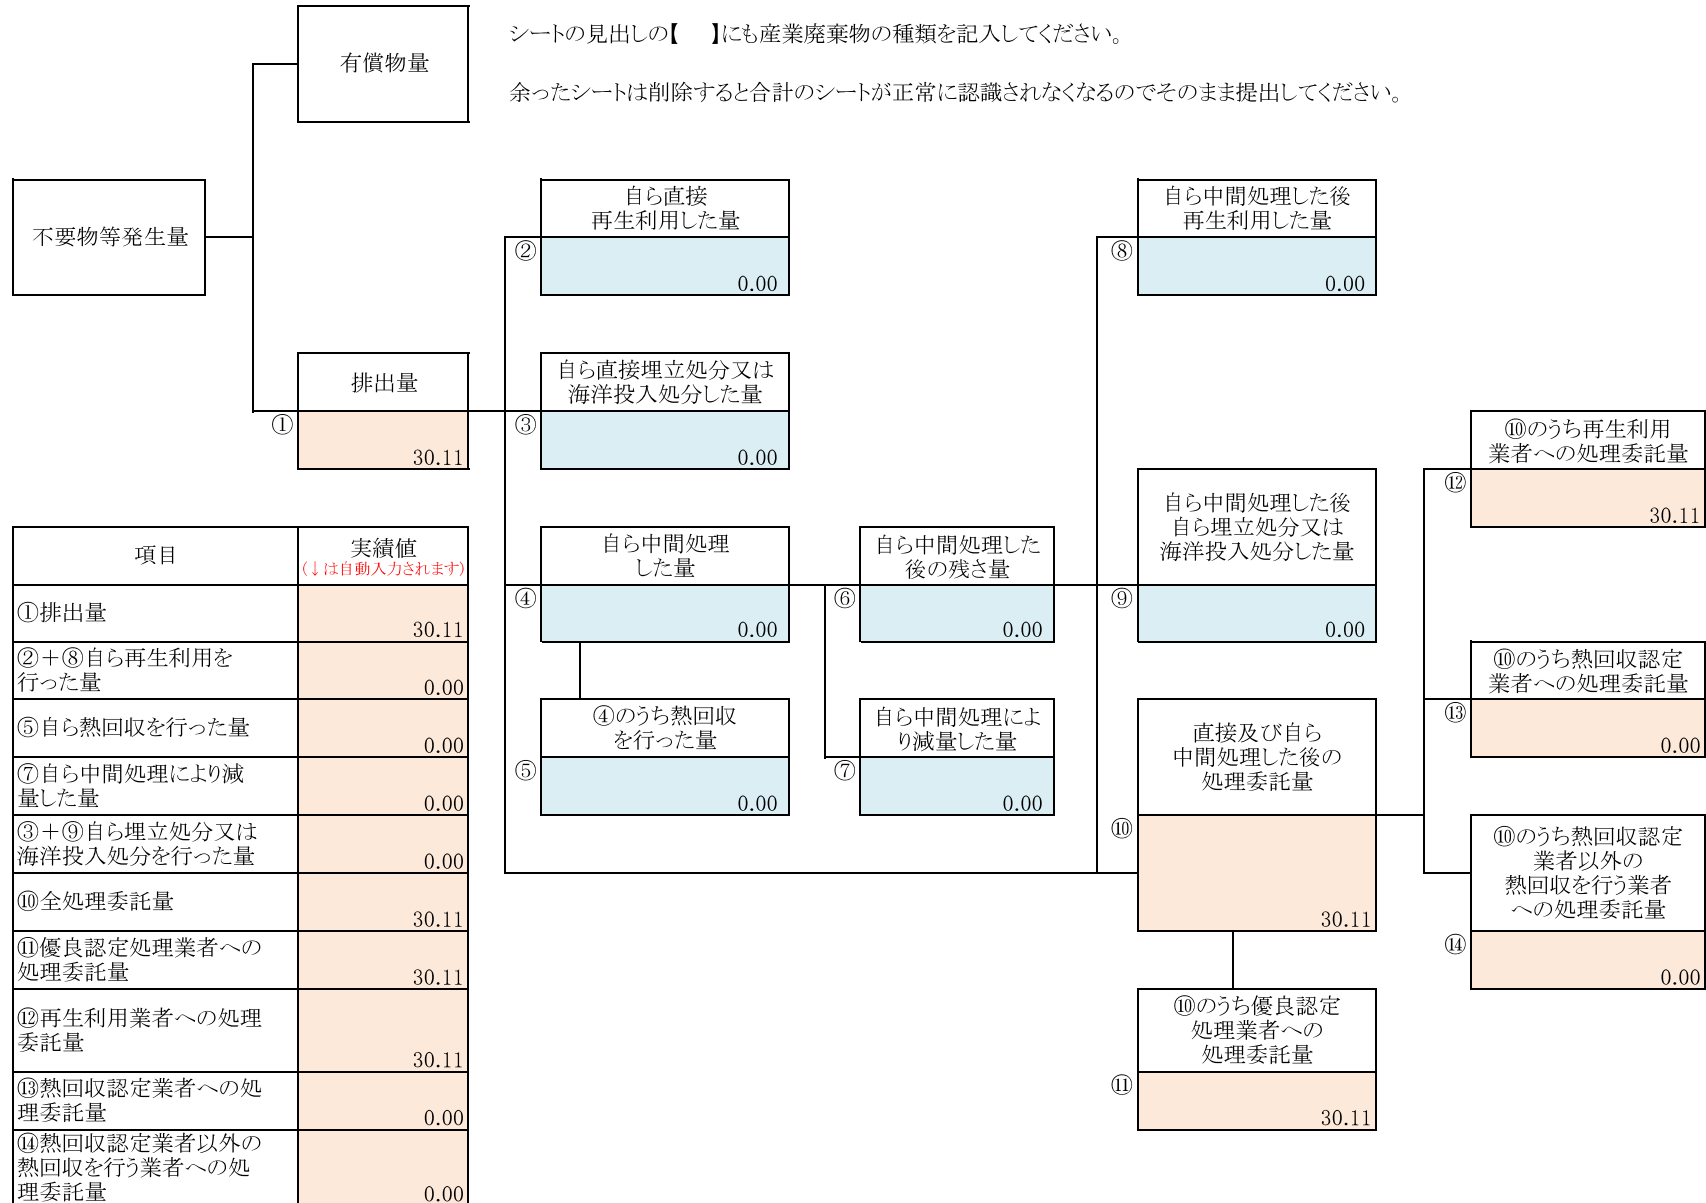 シートの見出しの【　】にも産業廃棄物の種類を記入してください。
余ったシートは削除すると合計のシートが正常に認識されなくなるのでそのまま提出してください。
有償物量
不要物等発生量
排出量
①
30.11
自ら直接
再生利用した量
②
0.00
自ら直接埋立処分又は
海洋投入処分した量
③
0.00
自ら中間処理
した量
④
0.00
④のうち熱回収
を行った量
⑤
0.00
自ら中間処理した
後の残さ量
⑥
0.00
自ら中間処理によ
り減量した量
⑦
0.00
自ら中間処理した後
再生利用した量
⑧
0.00
自ら中間処理した後
自ら埋立処分又は
海洋投入処分した量
⑨
0.00
直接及び自ら
中間処理した後の
処理委託量
⑩
30.11
⑩のうち優良認定
処理業者への
処理委託量
⑪
30.11
⑩のうち再生利用
業者への処理委託量
⑫
30.11
⑩のうち熱回収認定
業者への処理委託量
⑬
0.00
⑩のうち熱回収認定
業者以外の
熱回収を行う業者
への処理委託量
⑭
0.00
項目
実績値
(↓は自動入力されます)
①排出量
30.11
②＋⑧自ら再生利用を
行った量
0.00
⑤自ら熱回収を行った量
0.00
⑦自ら中間処理により減
量した量
0.00
③＋⑨自ら埋立処分又は
海洋投入処分を行った量
0.00
⑩全処理委託量
30.11
⑪優良認定処理業者への
処理委託量
30.11
⑫再生利用業者への処理
委託量
30.11
⑬熱回収認定業者への処
理委託量
0.00
⑭熱回収認定業者以外の
熱回収を行う業者への処
理委託量
0.00